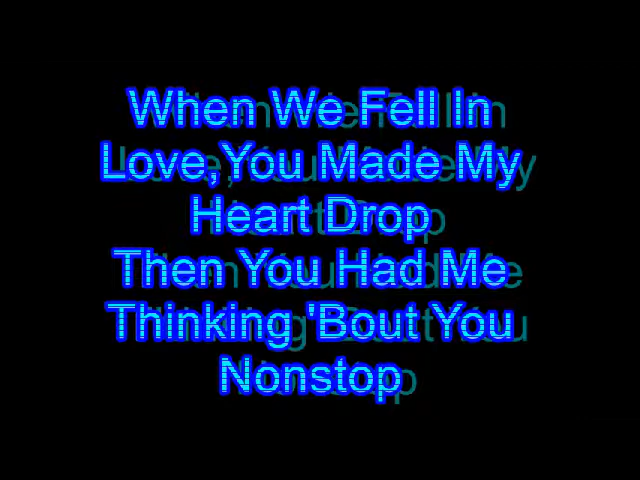 When We Fell In
Love,You Made My
Heart Drop
Then You Had Me
Thinking 'Bout You
Nonstop